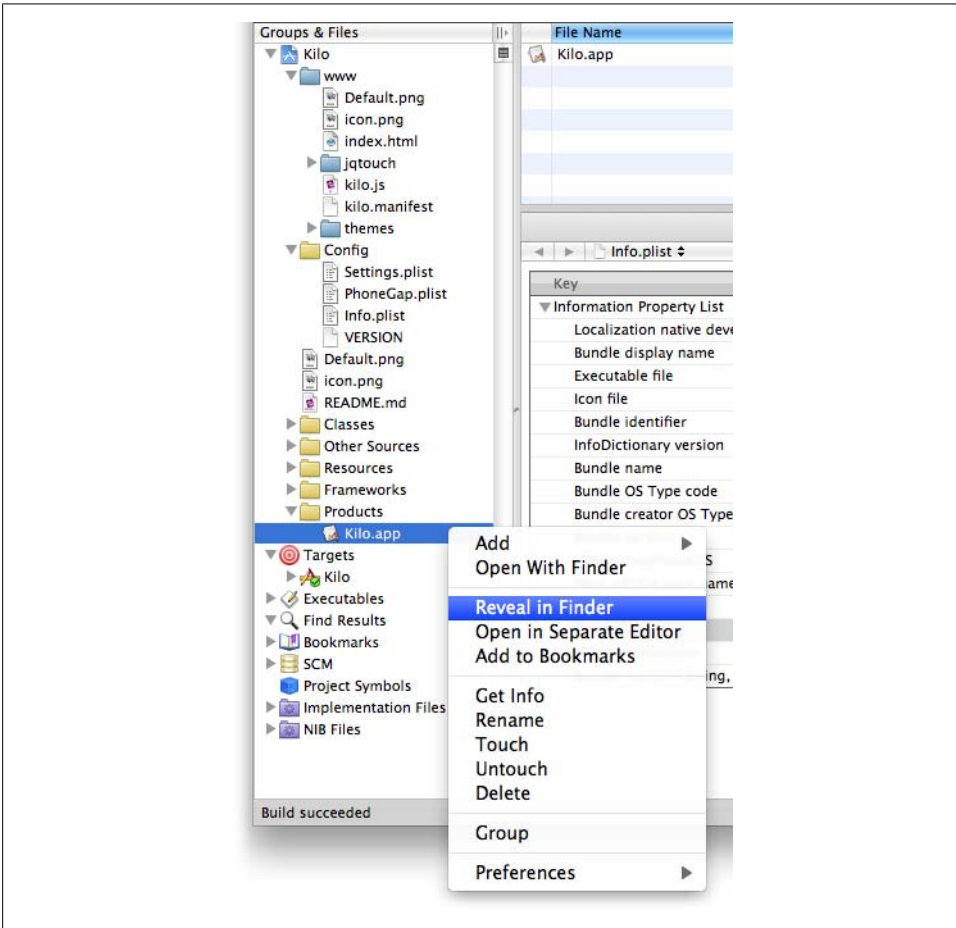 Groups & Files
Kilo
www
Default.png
icon.png
index.html
jqtouch
kilo.js
kilo.manifest
themes
Config
Settings.plist
PhoneGap.plist
Info.plist
VERSION
Default.png
icon.png
README.md
Classes
Other Sources
Resources
Frameworks
Products
Kilo.app
Targets
Kilo
Executables
Find Results
Bookmarks
SCM
Project Symbols
Implementation Files
NIB Files
Build succeeded
File Name
Kilo.app
Info.plist
Key
Information Property List
Localization native deve
Bundle display name
Executable file
Icon file
Bundle identifier
InfoDictionary version
Bundle name
Bundle OS Type code
Bundle creator OS Type
S
ame
ing,
Add
Open With Finder
Reveal in Finder
Open in Separate Editor
Add to Bookmarks
Get Info
Rename
Touch
Untouch
Delete
Group
Preferences